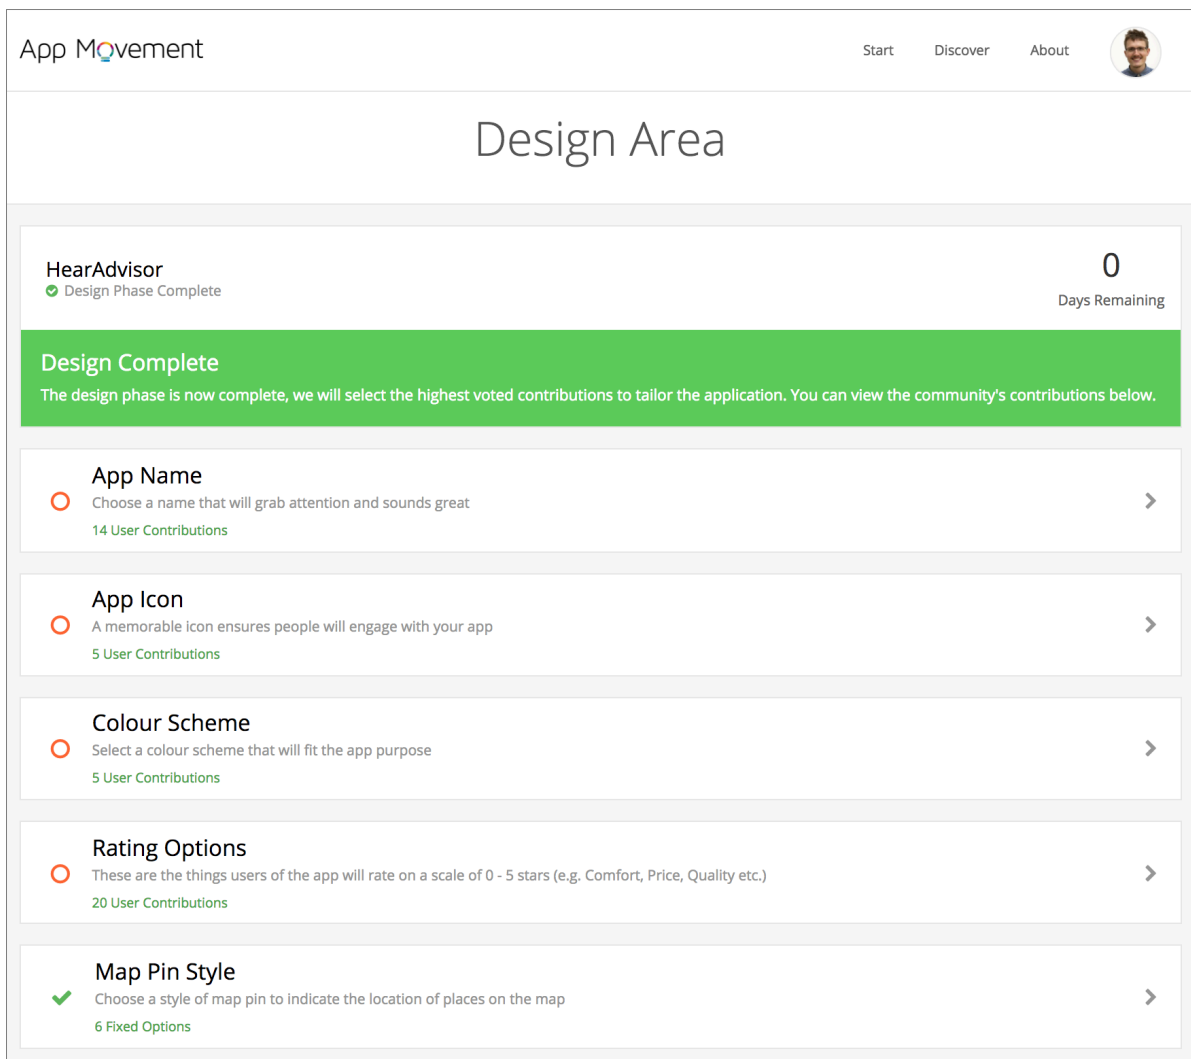 App Movement
Start Discover About
Design Area
HearAdvisor
Design Phase Complete
0
Days Remaining
Design Complete
The design phase is now complete, we will select the highest voted contributions to tailor the application. You can view the community's contributions below.
App Name
Choose a name that will grab attention and sounds great
14 User Contributions
App Icon
A memorable icon ensures people will engage with your app
5 User Contributions
Colour Scheme
Select a colour scheme that will fit the app purpose
5 User Contributions
Rating Options
These are the things users of the app will rate on a scale of 0 - 5 stars (e.g. Comfort, Price, Quality etc.)
20 User Contributions
Map Pin Style
Choose a style of map pin to indicate the location of places on the map
6 Fixed Options